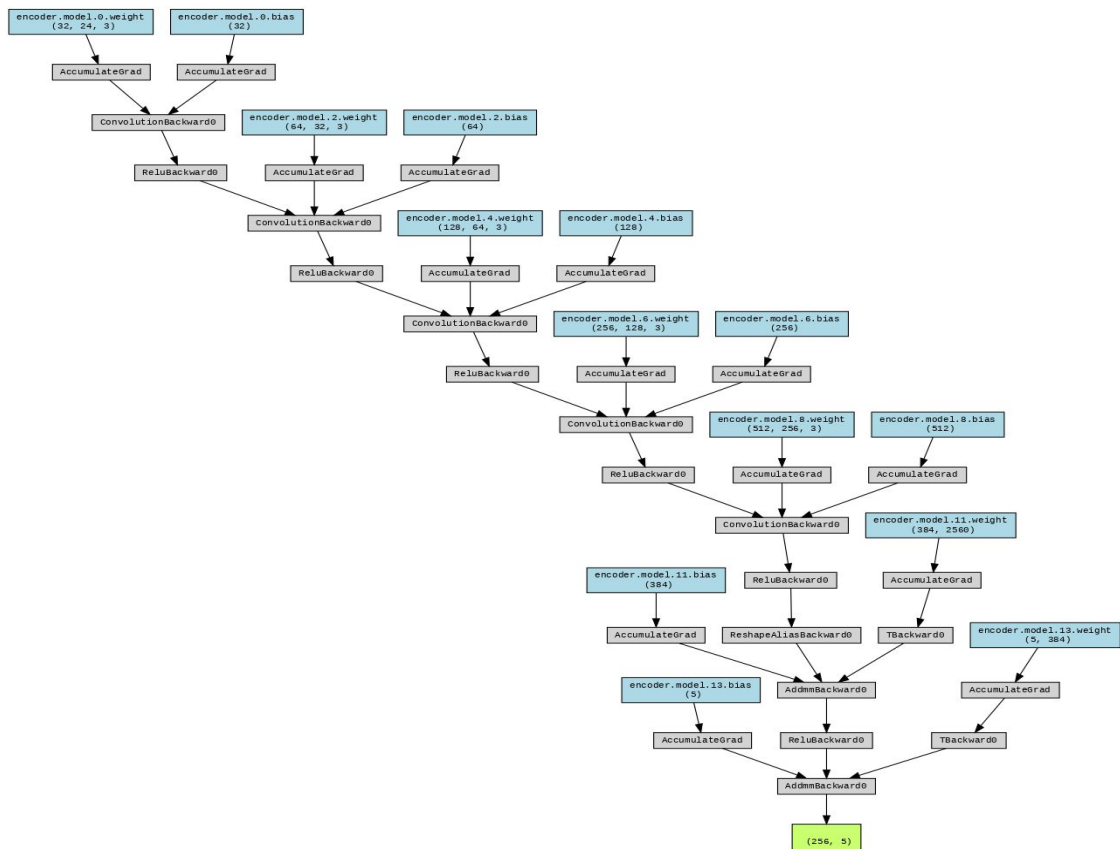 encoder.model.0.weight
(32, 24, 3)
encoder.model.0.bias
(32)
AccumulateGrad
AccumulateGrad
ConvolutionBackward0
encoder.model.2.weight
(64, 32, 3)
encoder.model.2.bias
(64)
ReluBackward0
AccumulateGrad
AccumulateGrad
ConvolutionBackward0
encoder.model.4.weight
(128, 64, 3)
encoder.model.4.bias
(128)
ReluBackward0
AccumulateGrad
AccumulateGrad
ConvolutionBackward0
encoder.model.6.weight
(256, 128, 3)
encoder.model.6.bias
(256)
ReluBackward0
AccumulateGrad
AccumulateGrad
ConvolutionBackward0
encoder.model.8.weight
(512, 256, 3)
encoder.model.8.bias
(512)
ReluBackward0
AccumulateGrad
AccumulateGrad
ConvolutionBackward0
encoder.model.11.weight
(384, 2560)
encoder.model.11.bias
(384)
ReluBackward0
AccumulateGrad
AccumulateGrad
ReshapeAliasBackward0
TBackward0
encoder.model.13.weight
(5, 384)
encoder.model.13.bias
(5)
AddmmBackward0
AccumulateGrad
AccumulateGrad
ReluBackward0
TBackward0
AddmmBackward0
(256, 5)